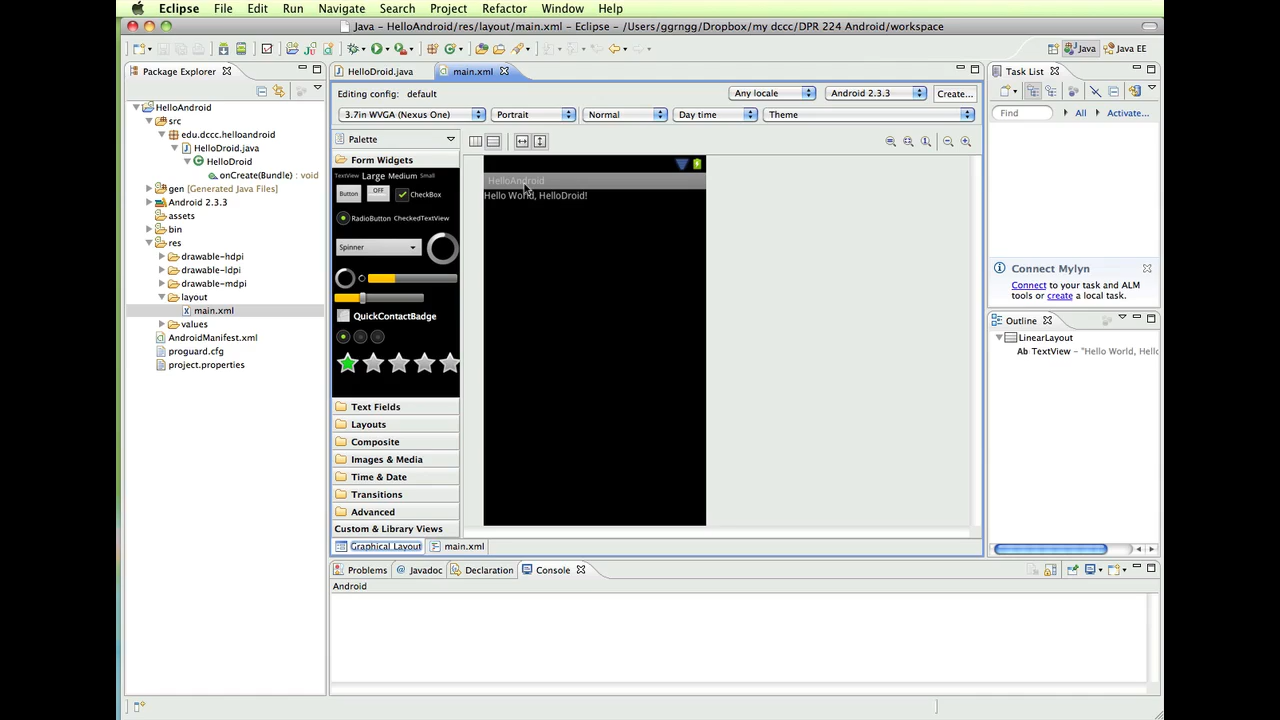 Eclipse File Edit Run Navigate Search Project Refactor Window Help
Java – HelloAndroid/res/layout/main.xml – Eclipse – /Users/ggrngg/Dropbox/my dccc/DPR 224 Android/workspace
Java Java EE
Package Explorer
HelloAndroid
src
edu.dccc.helloandroid
HelloDroid.java
HelloDroid
onCreate(Bundle) : void
gen [Generated Java Files]
Android 2.3.3
assets
bin
res
drawable-hdpi
drawable-ldpi
drawable-mdpi
layout
main.xml
values
AndroidManifest.xml
proguard.cfg
project.properties
HelloDroid.java main.xml
Editing config: default
Any locale Android 2.3.3 Create...
3.7in WVGA (Nexus One) Portrait Normal Day time Theme
Palette
Form Widgets
TextView Large Medium Small
Button OFF CheckBox
RadioButton CheckedTextView
Spinner
QuickContactBadge
Text Fields
Layouts
Composite
Images & Media
Time & Date
Transitions
Advanced
Custom & Library Views
Graphical Layout main.xml
HelloAndroid
Hello World, HelloDroid!
Task List
Find All Activate...
Connect Mylyn
Connect to your task and ALM
tools or create a local task.
Outline
LinearLayout
Ab TextView – "Hello World, Hello
Problems Javadoc Declaration Console
Android